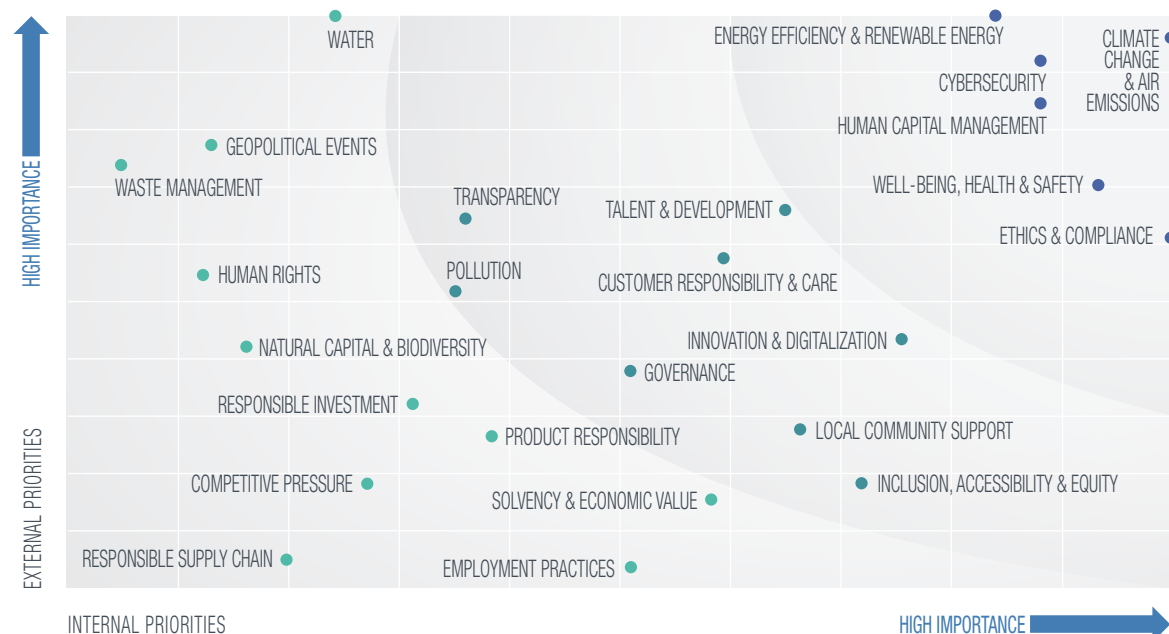 WATER
ENERGY EFFICIENCY & RENEWABLE ENERGY
CLIMATE
CHANGE
& AIR
EMISSIONS
CYBERSECURITY
HUMAN CAPITAL MANAGEMENT
GEOPOLITICAL EVENTS
WASTE MANAGEMENT
WELL-BEING, HEALTH & SAFETY
TRANSPARENCY
TALENT & DEVELOPMENT
ETHICS & COMPLIANCE
HIGH IMPORTANCE
HUMAN RIGHTS
POLLUTION
CUSTOMER RESPONSIBILITY & CARE
NATURAL CAPITAL & BIODIVERSITY
INNOVATION & DIGITALIZATION
GOVERNANCE
RESPONSIBLE INVESTMENT
PRODUCT RESPONSIBILITY
LOCAL COMMUNITY SUPPORT
COMPETITIVE PRESSURE
SOLVENCY & ECONOMIC VALUE
INCLUSION, ACCESSIBILITY & EQUITY
EXTERNAL PRIORITIES
RESPONSIBLE SUPPLY CHAIN
EMPLOYMENT PRACTICES
INTERNAL PRIORITIES
HIGH IMPORTANCE